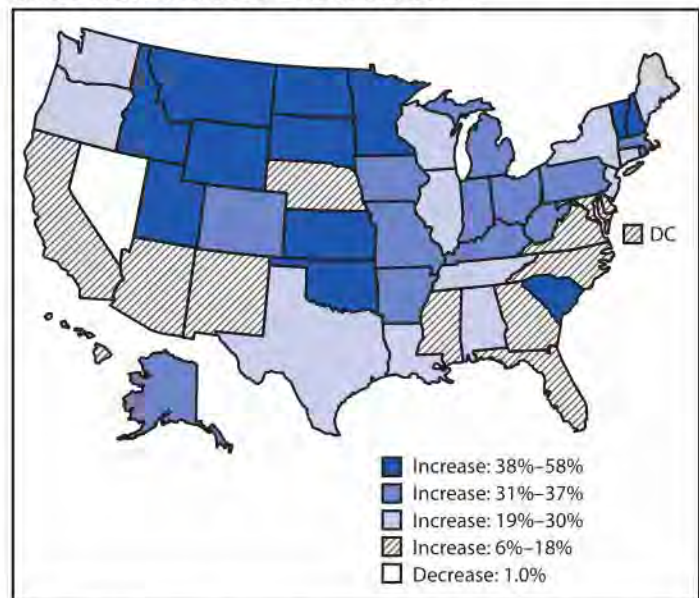 DC
Increase: 38%–58%
Increase: 31%–37%
Increase: 19%–30%
Increase: 6%–18%
Decrease: 1.0%